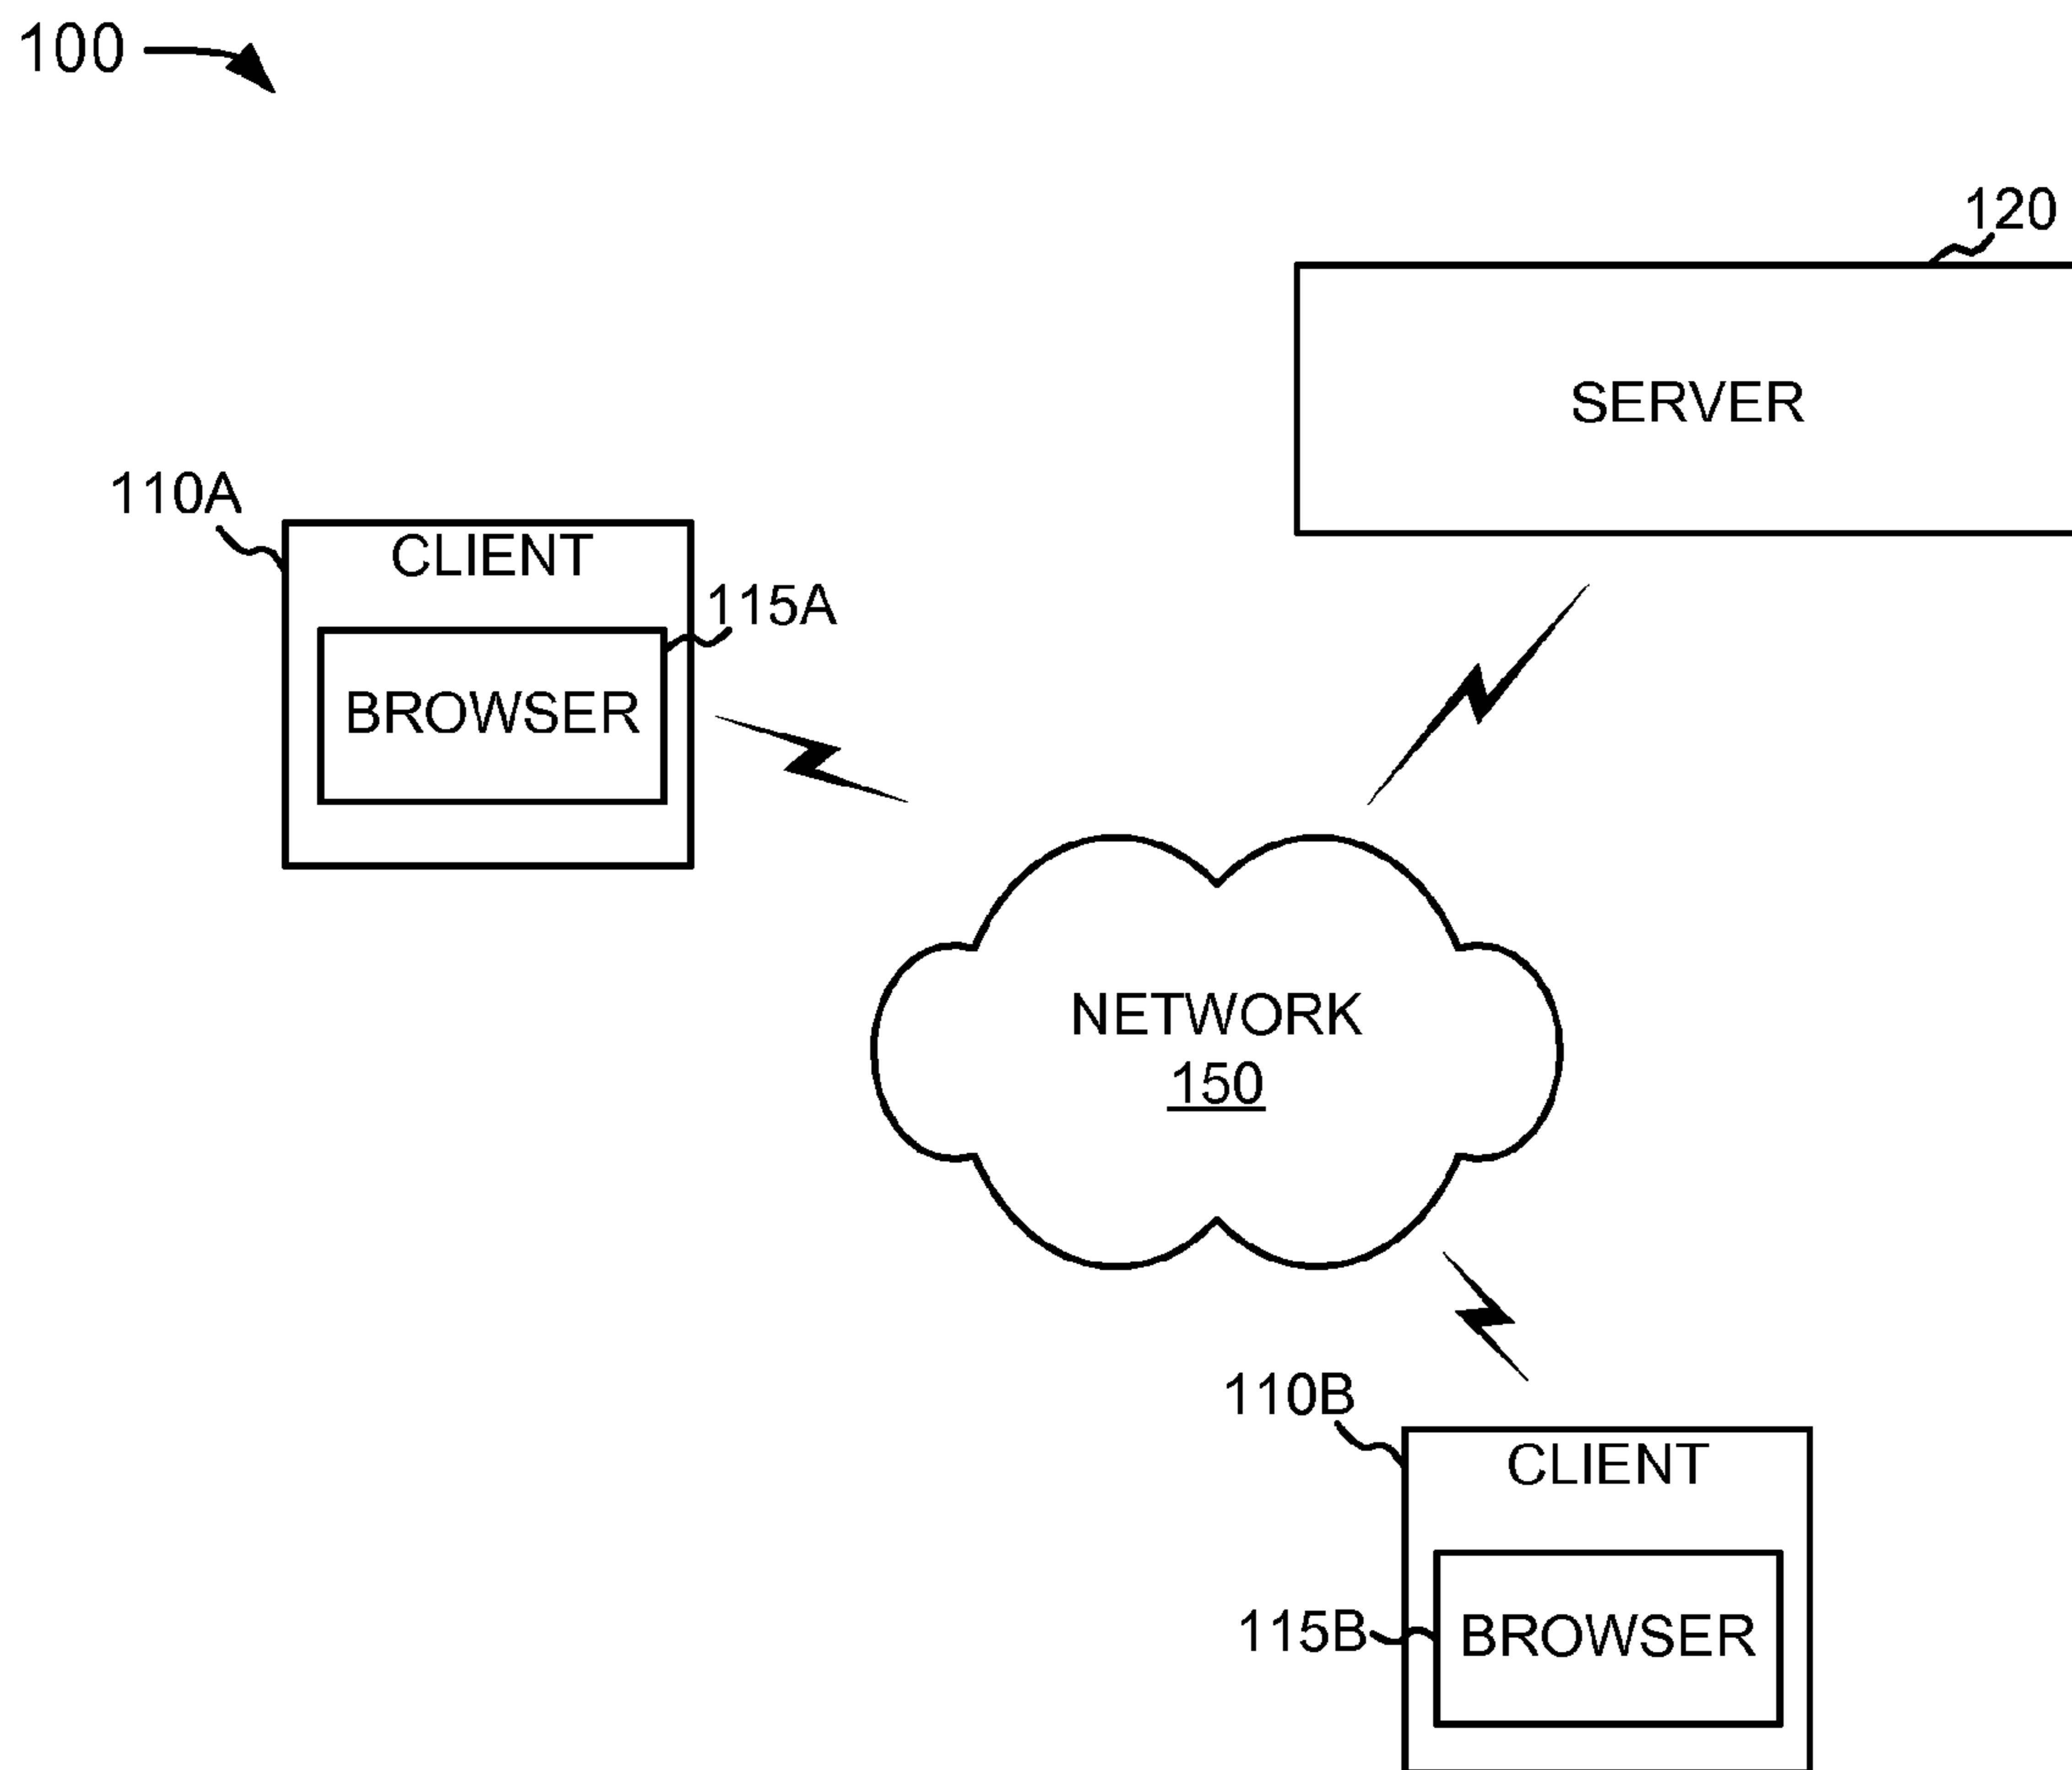 100
120
SERVER
110A
CLIENT
115A
BROWSER
NETWORK
150
110B
CLIENT
115B
BROWSER